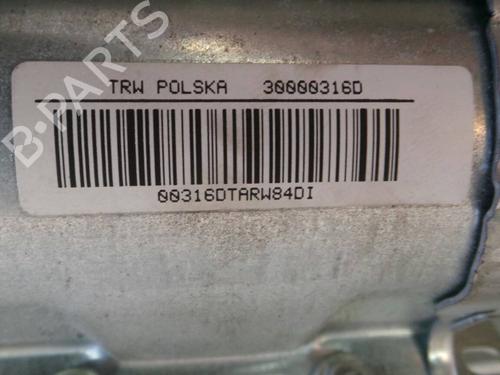 B-PARTS
TRW POLSKA 30000316D
00316DTARW84DI